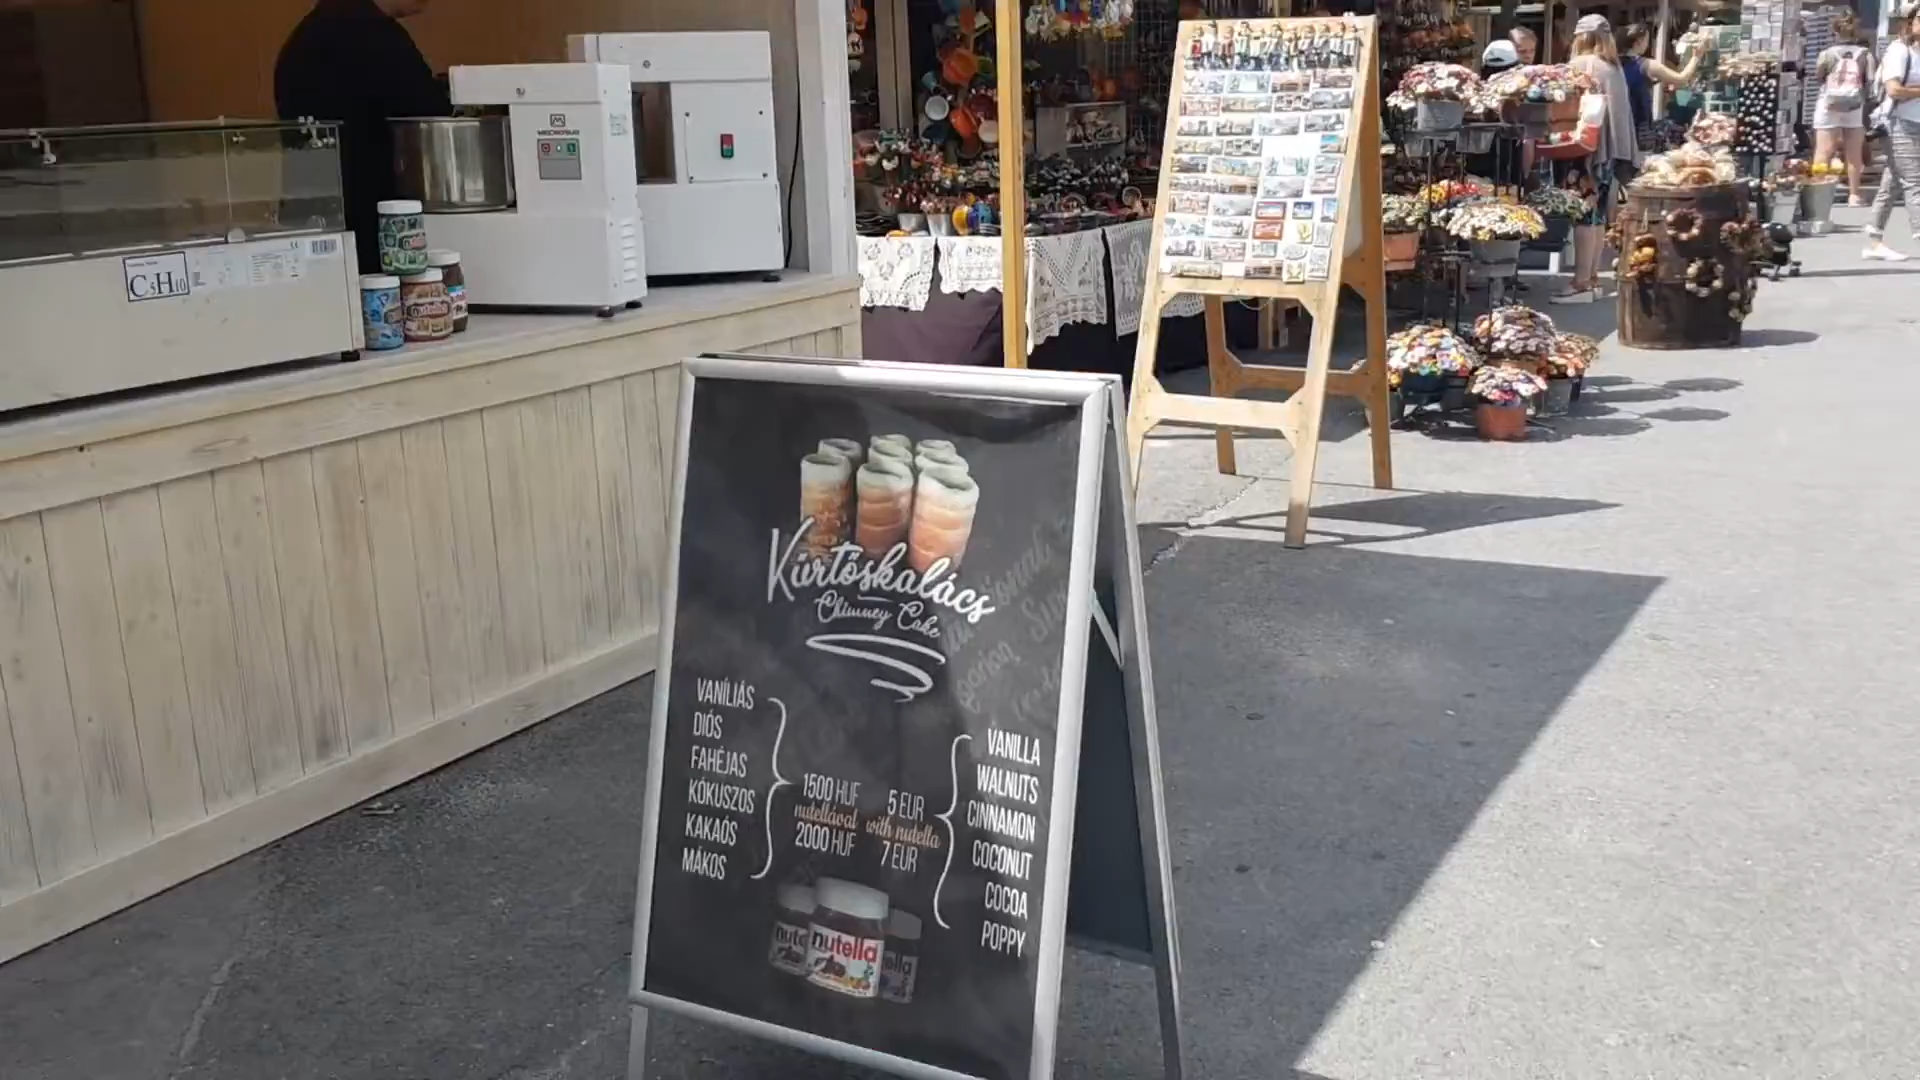 C5H10
nutella
Kürtőskalács
Chimney Cake
VANÍLIÁS
DIÓS
FAHÉJAS
KÓKUSZOS
KAKAÓS
MÁKOS
1500 HUF
nutellával
2000 HUF
5 EUR
with nutella
7 EUR
VANILLA
WALNUTS
CINNAMON
COCONUT
COCOA
POPPY
nutella